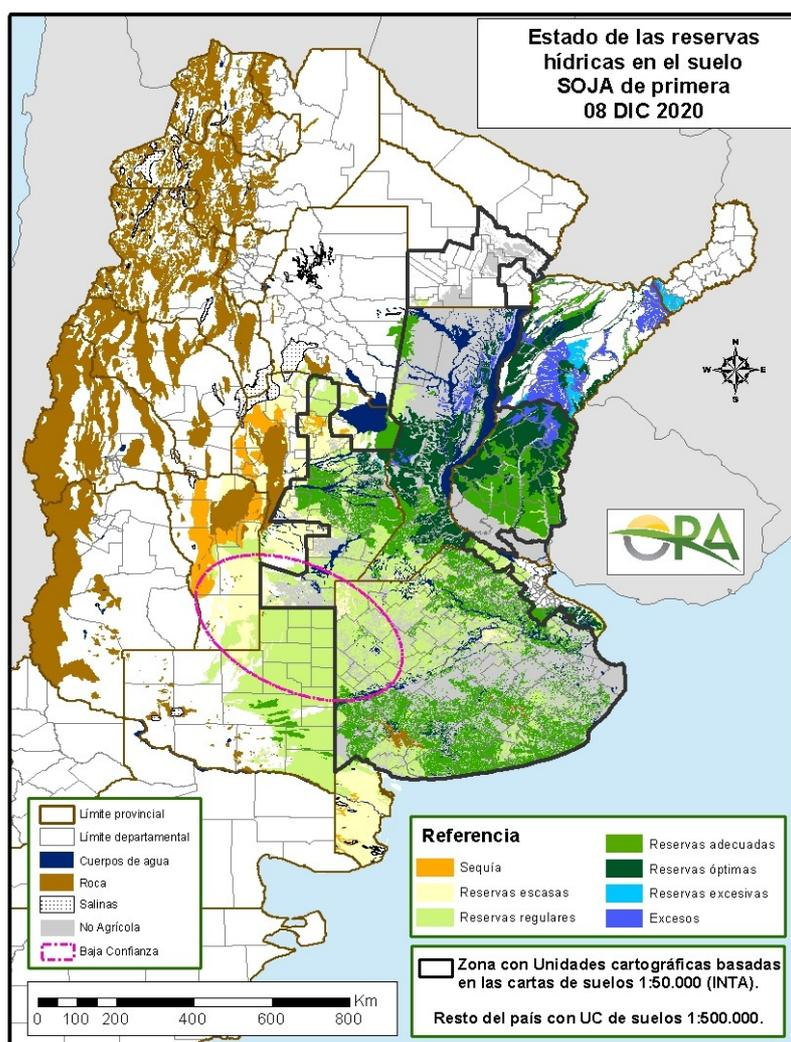 Estado de las reservas
hídricas en el suelo
SOJA de primera
08 DIC 2020
N
W E
S
ORA
Límite provincial
Límite departamental
Cuerpos de agua
Roca
Salinas
No Agrícola
Baja Confianza
Referencia
Sequía
Reservas escasas
Reservas regulares
Reservas adecuadas
Reservas óptimas
Reservas excesivas
Excesos
Zona con Unidades cartográficas basadas
en las cartas de suelos 1:50.000 (INTA).
Resto del país con UC de suelos 1:500.000.
Km
0 100 200 400 600 800